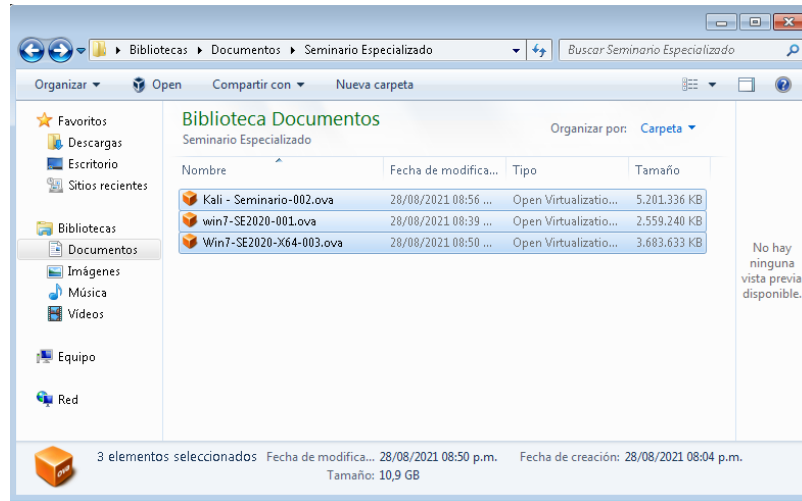 Bibliotecas ▸ Documentos ▸ Seminario Especializado
Buscar Seminario Especializado
Organizar Open Compartir con Nueva carpeta
Favoritos
Descargas
Escritorio
Sitios recientes
Bibliotecas
Documentos
Imágenes
Música
Vídeos
Equipo
Red
Biblioteca Documentos
Seminario Especializado
Organizar por: Carpeta
Nombre Fecha de modifica... Tipo Tamaño
Kali - Seminario-002.ova 28/08/2021 08:56 ... Open Virtualizatio... 5.201.336 KB
win7-SE2020-001.ova 28/08/2021 08:39 ... Open Virtualizatio... 2.559.240 KB
Win7-SE2020-X64-003.ova 28/08/2021 08:50 ... Open Virtualizatio... 3.683.633 KB
No hay
ninguna
vista previa
disponible.
ova
3 elementos seleccionados Fecha de modifica... 28/08/2021 08:50 p.m. Fecha de creación: 28/08/2021 08:04 p.m.
Tamaño: 10,9 GB